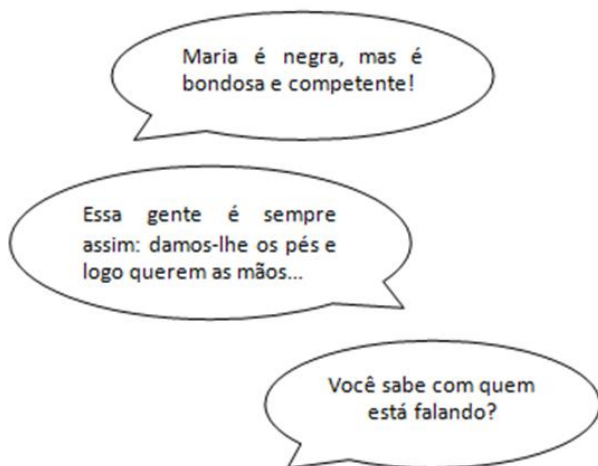 Maria é negra, mas é
bondosa e competente!
Essa gente é sempre
assim: damos-lhe os pés e
logo querem as mãos...
Você sabe com quem
está falando?